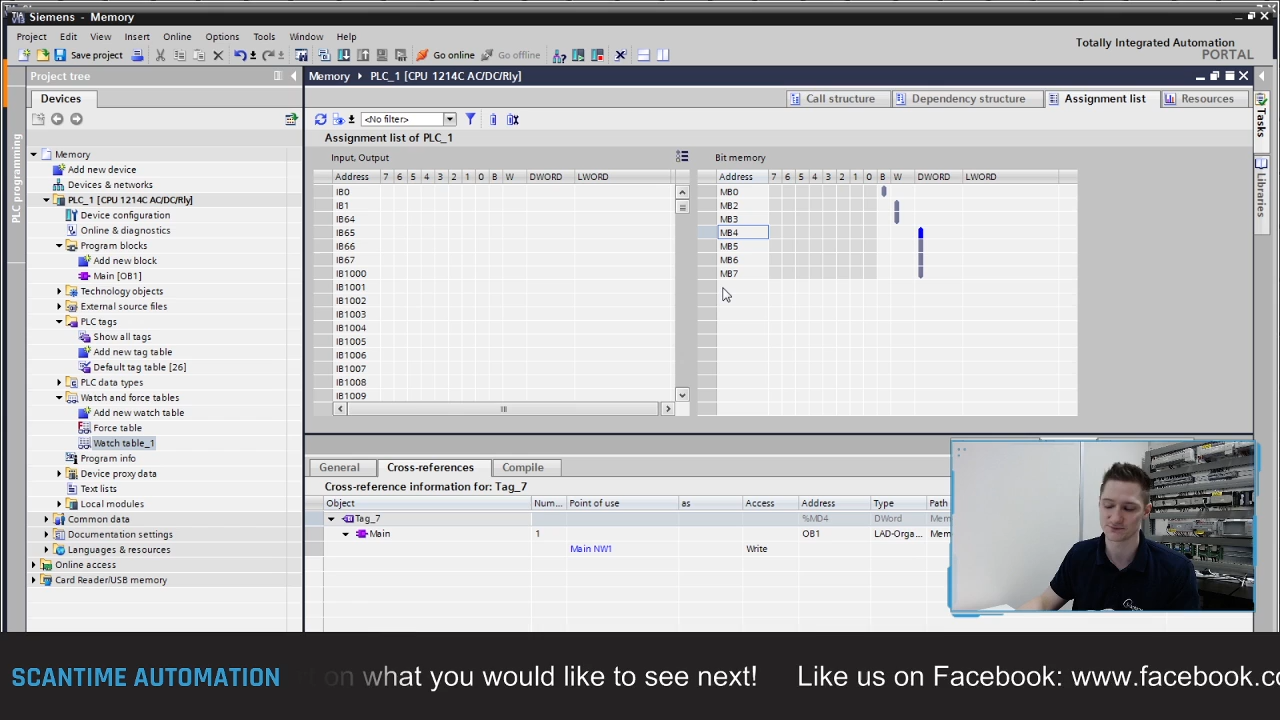 Siemens - Memory
Project Edit View Insert Online Options Tools Window Help
Totally Integrated Automation
PORTAL
Save project Go online Go offline
Project tree
Memory PLC_1 [CPU 1214C AC/DC/Rly]
Devices
Call structure Dependency structure Assignment list Resources
Tasks
Libraries
PLC programming
<No filter>
Assignment list of PLC_1
Input, Output
Address 7 6 5 4 3 2 1 0 B W DWORD LWORD
IB0
IB1
IB64
IB65
IB66
IB67
IB1000
IB1001
IB1002
IB1003
IB1004
IB1005
IB1006
IB1007
IB1008
IB1009
Bit memory
Address 7 6 5 4 3 2 1 0 B W DWORD LWORD
MB0
MB2
MB3
MB4
MB5
MB6
MB7
Memory
Add new device
Devices & networks
PLC_1 [CPU 1214C AC/DC/Rly]
Device configuration
Online & diagnostics
Program blocks
Add new block
Main [OB1]
Technology objects
External source files
PLC tags
Show all tags
Add new tag table
Default tag table [26]
PLC data types
Watch and force tables
Add new watch table
Force table
Watch table_1
Program info
Device proxy data
Text lists
Local modules
Common data
Documentation settings
Languages & resources
Online access
Card Reader/USB memory
General Cross-references Compile
Cross-reference information for: Tag_7
Object Num... Point of use as Access Address Type Path
Tag_7 %MD4 DWord Mem
Main 1 OB1 LAD-Orga... Mem
Main NW1 Write
SCANTIME AUTOMATION on what you would like to see next! Like us on Facebook: www.facebook.co